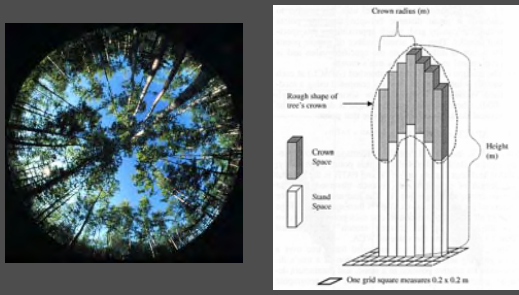 Crown radius (m)
Rough shape of
tree's crown
Crown
Space
Stand
Space
Height
(m)
One grid square measures 0.2 x 0.2 m